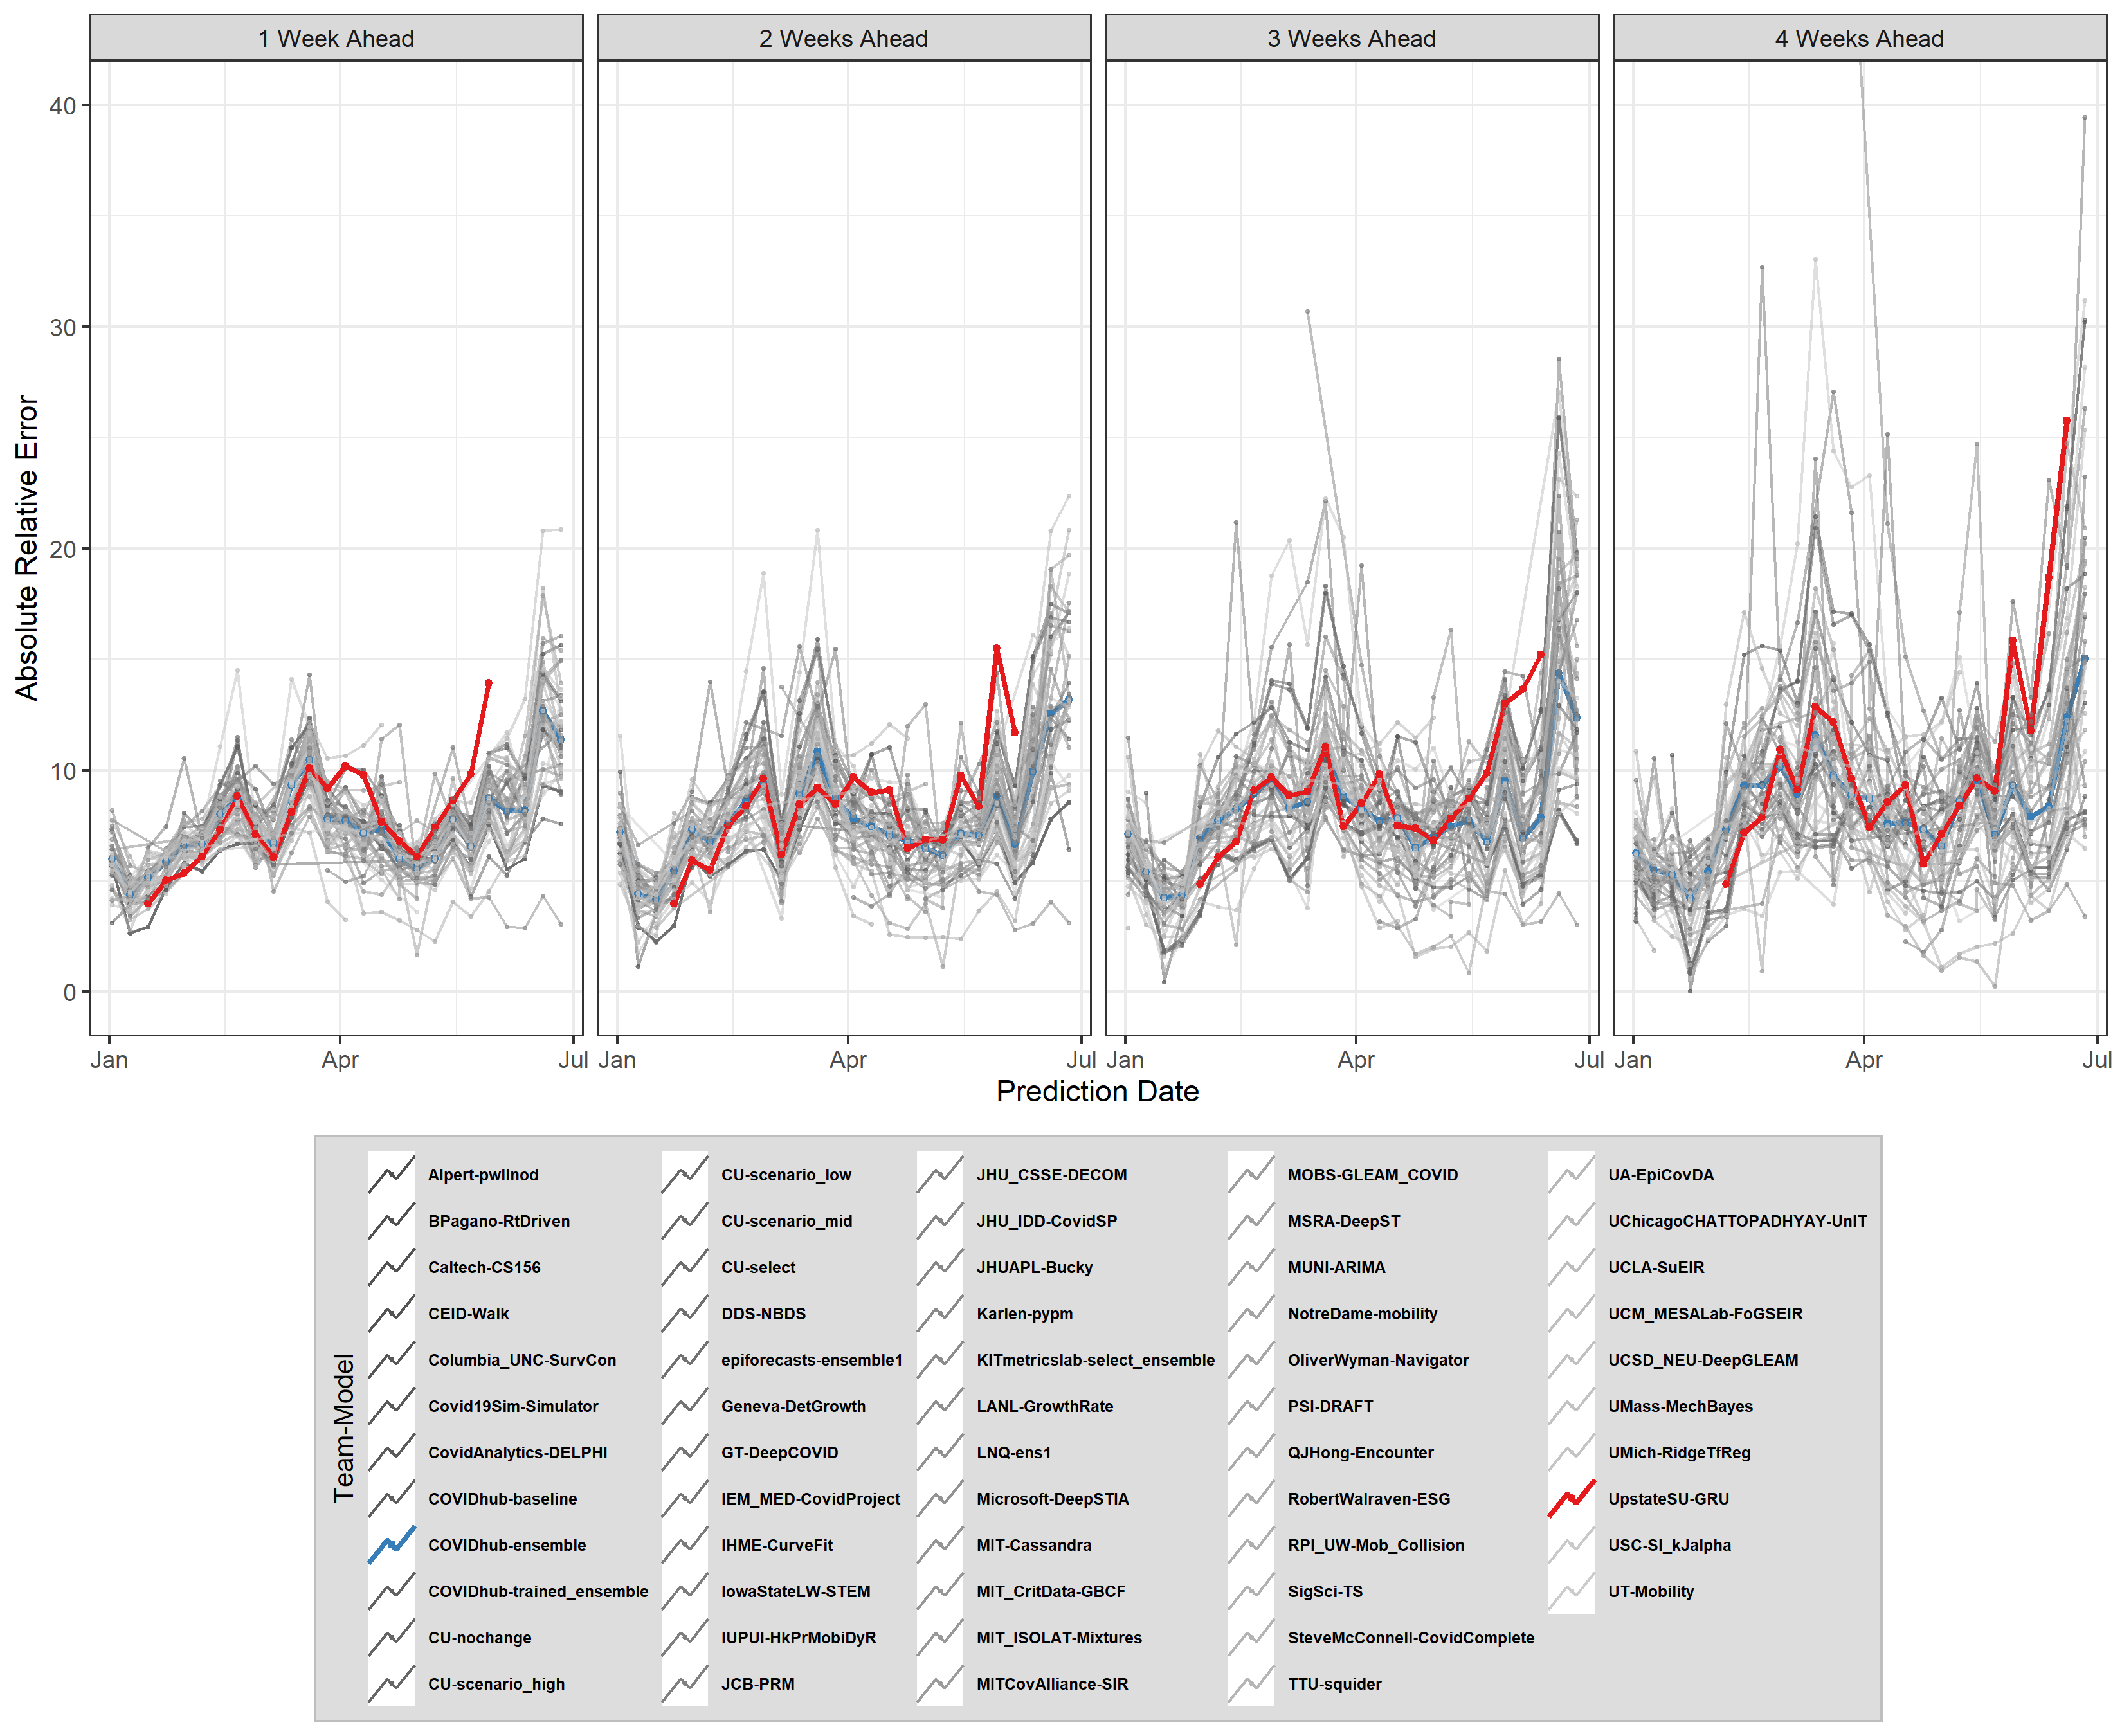 1 Week Ahead 2 Weeks Ahead 3 Weeks Ahead 4 Weeks Ahead
40
30
20
10
0
Absolute Relative Error
Jan Apr Jul Jan Apr Jul Jan Apr Jul Jan Apr Jul
Prediction Date
Team-Model
Alpert-pwllnod
BPagano-RtDriven
Caltech-CS156
CEID-Walk
Columbia_UNC-SurvCon
Covid19Sim-Simulator
CovidAnalytics-DELPHI
COVIDhub-baseline
COVIDhub-ensemble
COVIDhub-trained_ensemble
CU-nochange
CU-scenario_high
CU-scenario_low
CU-scenario_mid
CU-select
DDS-NBDS
epiforecasts-ensemble1
Geneva-DetGrowth
GT-DeepCOVID
IEM_MED-CovidProject
IHME-CurveFit
IowaStateLW-STEM
IUPUI-HkPrMobiDyR
JCB-PRM
JHU_CSSE-DECOM
JHU_IDD-CovidSP
JHUAPL-Bucky
Karlen-pypm
KITmetricslab-select_ensemble
LANL-GrowthRate
LNQ-ens1
Microsoft-DeepSTIA
MIT-Cassandra
MIT_CritData-GBCF
MIT_ISOLAT-Mixtures
MITCovAlliance-SIR
MOBS-GLEAM_COVID
MSRA-DeepST
MUNI-ARIMA
NotreDame-mobility
OliverWyman-Navigator
PSI-DRAFT
QJHong-Encounter
RobertWalraven-ESG
RPI_UW-Mob_Collision
SigSci-TS
SteveMcConnell-CovidComplete
TTU-squider
UA-EpiCovDA
UChicagoCHATTOPADHYAY-UnIT
UCLA-SuEIR
UCM_MESALab-FoGSEIR
UCSD_NEU-DeepGLEAM
UMass-MechBayes
UMich-RidgeTfReg
UpstateSU-GRU
USC-SI_kJalpha
UT-Mobility